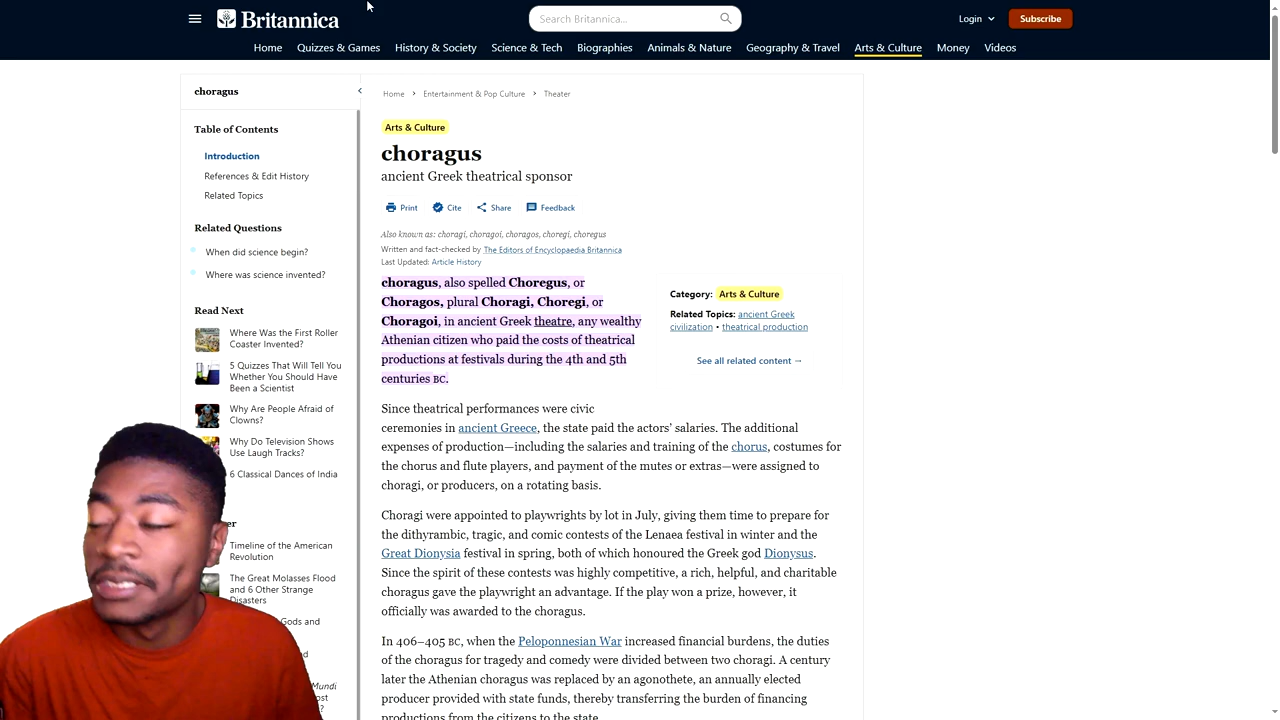 Britannica
Search Britannica...
Login
Subscribe
Home
Quizzes & Games
History & Society
Science & Tech
Biographies
Animals & Nature
Geography & Travel
Arts & Culture
Money
Videos
choragus
Table of Contents
Introduction
References & Edit History
Related Topics
Related Questions
When did science begin?
Where was science invented?
Read Next
Where Was the First Roller
Coaster Invented?
5 Quizzes That Will Tell You
Whether You Should Have
Been a Scientist
Why Are People Afraid of
Clowns?
Why Do Television Shows
Use Laugh Tracks?
6 Classical Dances of India
Timeline of the American
Revolution
The Great Molasses Flood
and 6 Other Strange
Disasters
Gods and
Mundi
Home > Entertainment & Pop Culture > Theater
Arts & Culture
choragus
ancient Greek theatrical sponsor
Print
Cite
Share
Feedback
Also known as: choragi, choragoi, choragos, choregi, choregus
Written and fact-checked by The Editors of Encyclopaedia Britannica
Last Updated: Article History
choragus, also spelled Choregus, or
Choragos, plural Choragi, Choregi, or
Choragoi, in ancient Greek theatre, any wealthy
Athenian citizen who paid the costs of theatrical
productions at festivals during the 4th and 5th
centuries BC.
Category: Arts & Culture
Related Topics: ancient Greek
civilization • theatrical production
See all related content →
Since theatrical performances were civic
ceremonies in ancient Greece, the state paid the actors' salaries. The additional
expenses of production—including the salaries and training of the chorus, costumes
for the chorus and flute players, and payment of the mutes or extras—were assigned to
choragi, or producers, on a rotating basis.
Choragi were appointed to playwrights by lot in July, giving them time to prepare for
the dithyrambic, tragic, and comic contests of the Lenaea festival in winter and the
Great Dionysia festival in spring, both of which honoured the Greek god Dionysus.
Since the spirit of these contests was highly competitive, a rich, helpful, and charitable
choragus gave the playwright an advantage. If the play won a prize, however, it
officially was awarded to the choragus.
In 406–405 BC, when the Peloponnesian War increased financial burdens, the duties
of the choragus for tragedy and comedy were divided between two choragi. A century
later the Athenian choragus was replaced by an agonothete, an annually elected
producer provided with state funds, thereby transferring the burden of financing
productions from the citizens to the state.